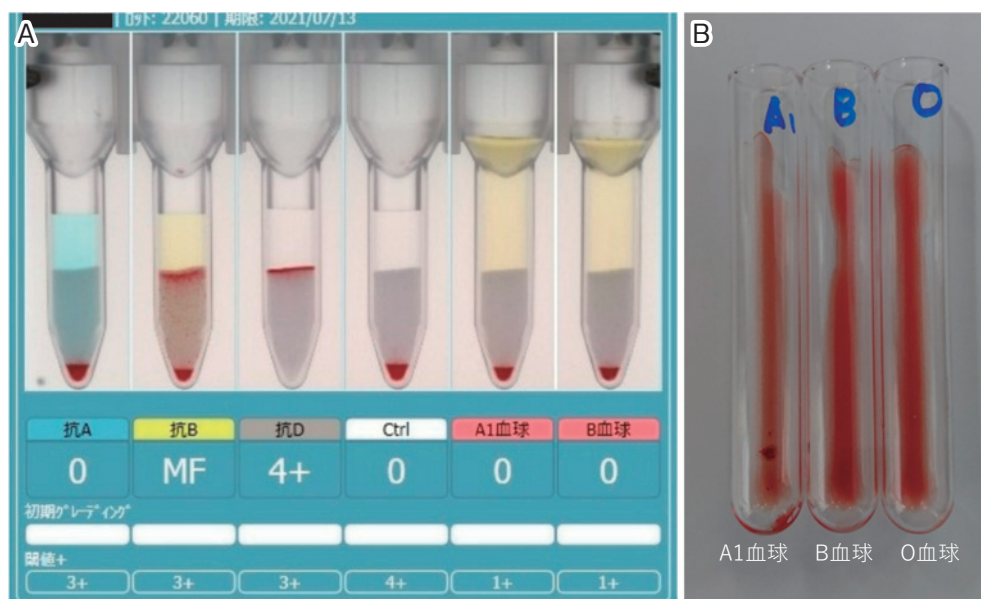 A
ﾛｯﾄ: 22060 | 期限: 2021/07/13
抗A 抗B 抗D Ctrl A1血球 B血球
0 MF 4+ 0 0 0
初期ｸﾞﾚｰﾃﾞｨﾝｸﾞ
閾値+
3+ 3+ 3+ 4+ 1+ 1+
B
A1 B O
A1血球 B血球 O血球